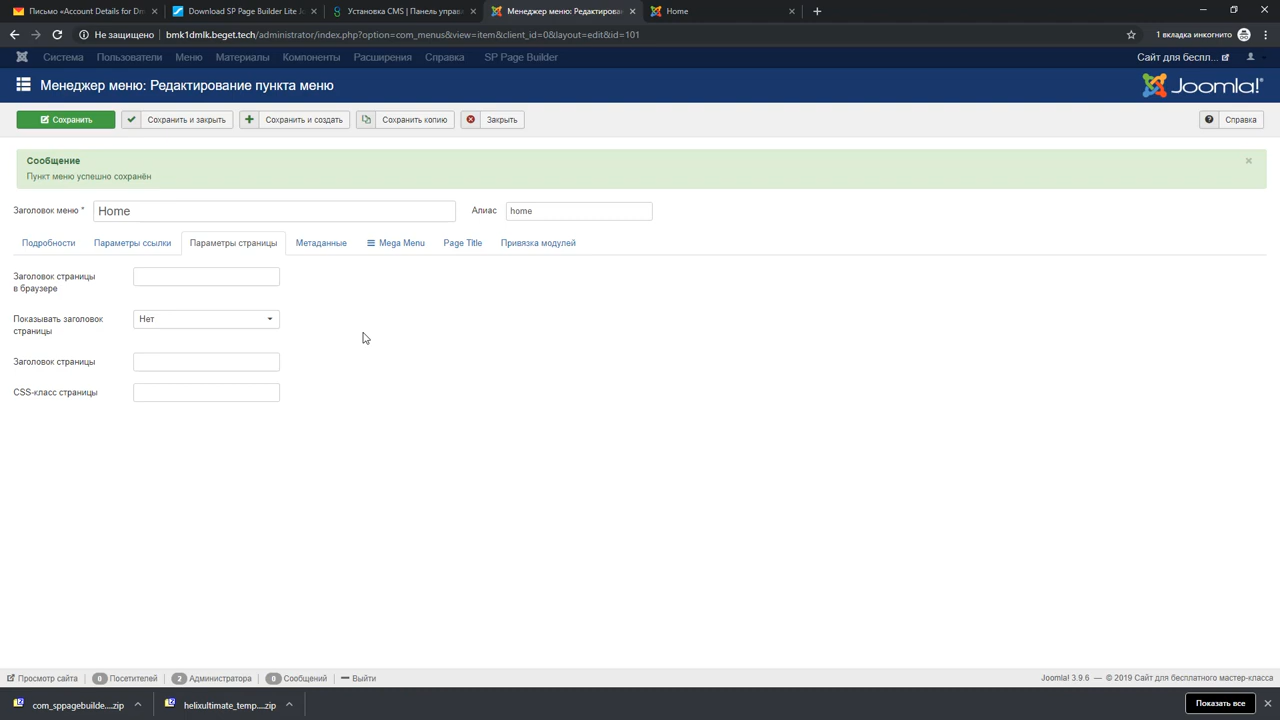 Письмо «Account Details for Dm
Download SP Page Builder Lite Jo
Установка CMS | Панель управ
Менеджер меню: Редактирован
Home
Не защищено
bmk1dmlk.beget.tech/administrator/index.php?option=com_menus&view=item&client_id=0&layout=edit&id=101
1 вкладка инкогнито
Система Пользователи Меню Материалы Компоненты Расширения Справка SP Page Builder
Сайт для беспл...
Менеджер меню: Редактирование пункта меню
Joomla!®
Сохранить
Сохранить и закрыть
Сохранить и создать
Сохранить копию
Закрыть
Справка
Сообщение
Пункт меню успешно сохранён
Заголовок меню * Home
Алиас home
Подробности Параметры ссылки Параметры страницы Метаданные Mega Menu Page Title Привязка модулей
Заголовок страницы
в браузере
Показывать заголовок
страницы
Нет
Заголовок страницы
CSS-класс страницы
Просмотр сайта 0 Посетителей 2 Администратора 0 Сообщений Выйти
Joomla! 3.9.6 — © 2019 Сайт для бесплатного мастер-класса
com_sppagebuilde....zip
helixultimate_temp....zip
Показать все